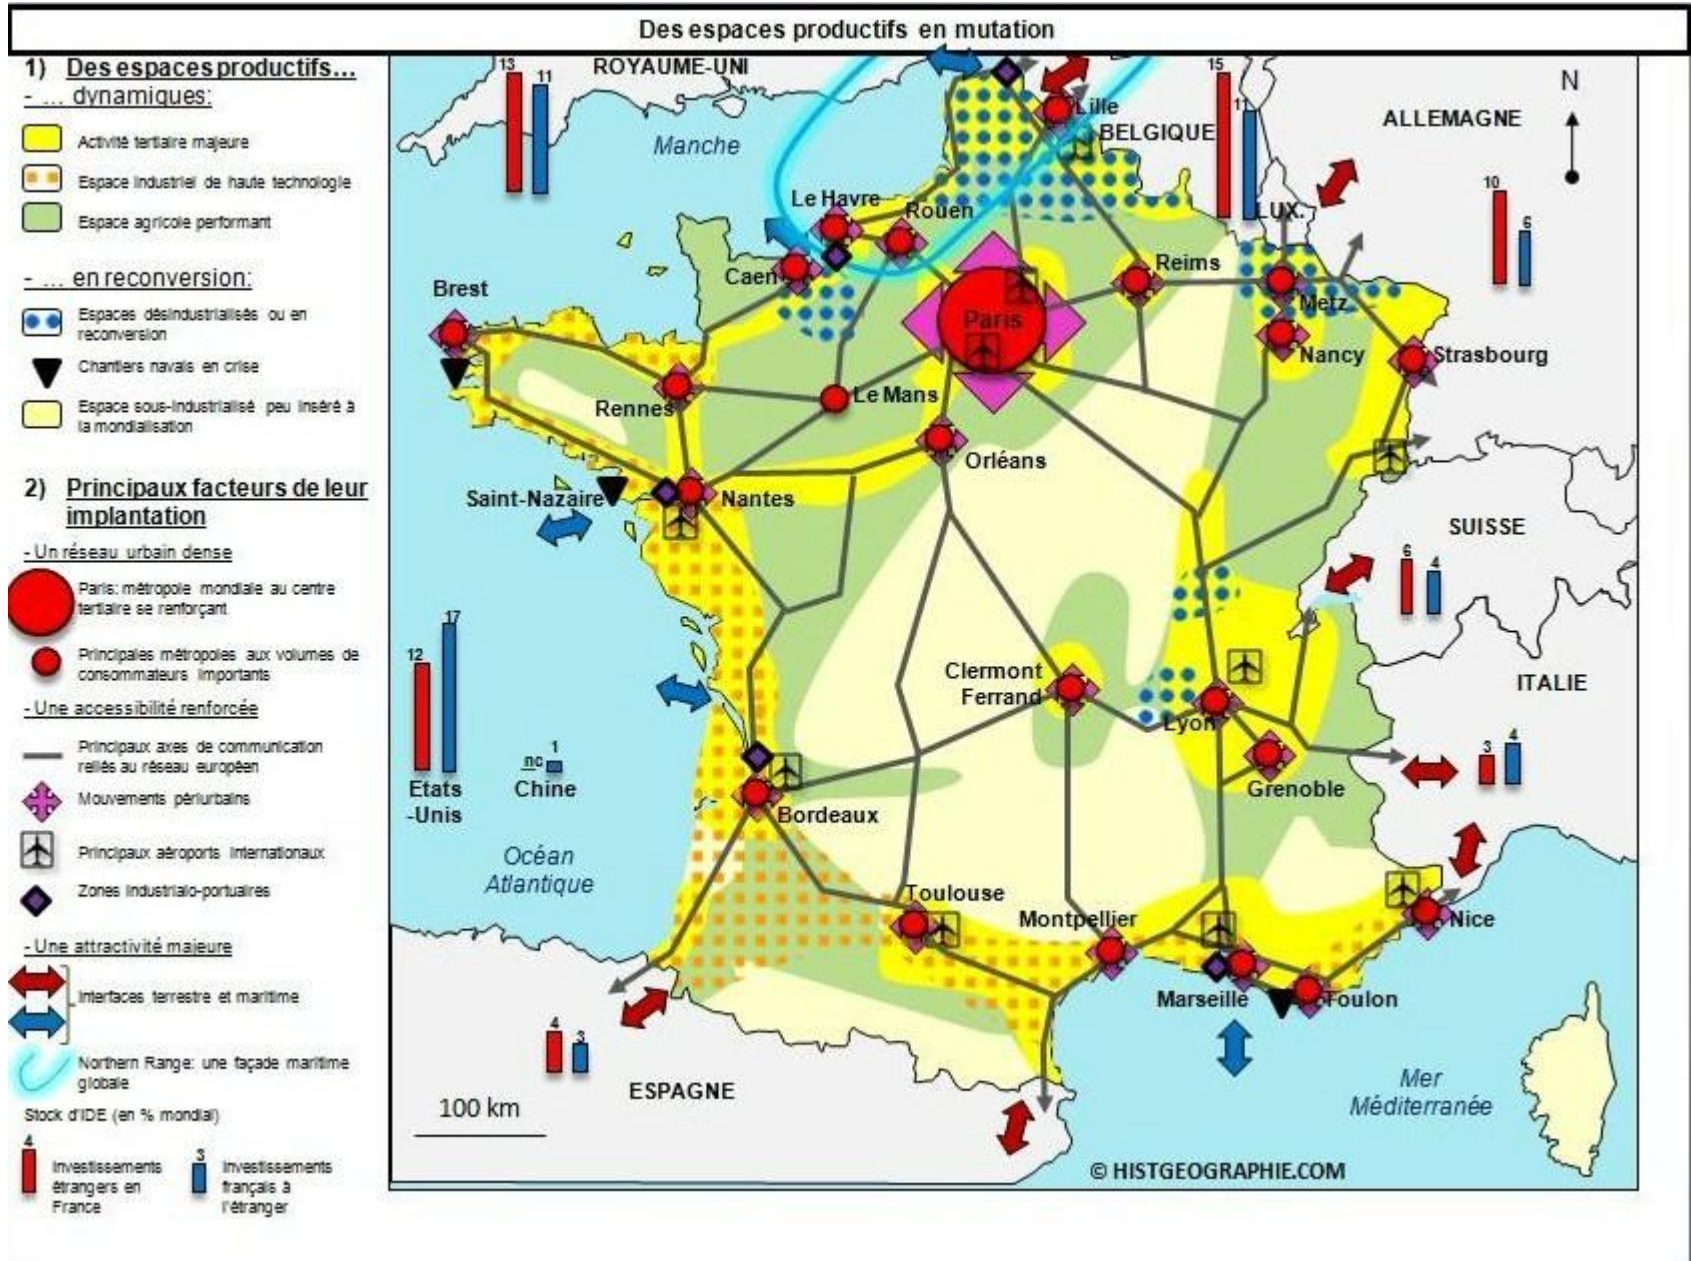 Des espaces productifs en mutation
1) Des espaces productifs…
- … dynamiques:
Activité tertiaire majeure
Espace industriel de haute technologie
Espace agricole performant
- … en reconversion:
Espaces désindustrialisés ou en
reconversion
Chantiers navals en crise
Espace sous-industrialisé peu inséré à
la mondialisation
2) Principaux facteurs de leur
implantation
- Un réseau urbain dense
Paris: métropole mondiale au centre
tertiaire se renforçant
Principales métropoles aux volumes de
consommateurs importants
- Une accessibilité renforcée
Principaux axes de communication
reliés au réseau européen
Mouvements périurbains
Principaux aéroports internationaux
Zones industrialo-portuaires
- Une attractivité majeure
Interfaces terrestre et maritime
Northern Range: une façade maritime
globale
Stock d'IDE (en % mondial)
4
Investissements
étrangers en
France
3
Investissements
français à
l'étranger
13
11
ROYAUME-UNI
Manche
Lille
BELGIQUE
15
11
ALLEMAGNE
N
10
6
LUX.
Le Havre
Rouen
Caen
Reims
Metz
Brest
Paris
Nancy
Strasbourg
Rennes
Le Mans
Orléans
Saint-Nazaire
Nantes
SUISSE
6
4
12
17
Etats
-Unis
nc
1
Chine
Clermont
Ferrand
Lyon
ITALIE
3
4
Grenoble
Bordeaux
Océan
Atlantique
Toulouse
Montpellier
Nice
Marseille
Toulon
4
3
ESPAGNE
100 km
Mer
Méditerranée
© HISTGEOGRAPHIE.COM